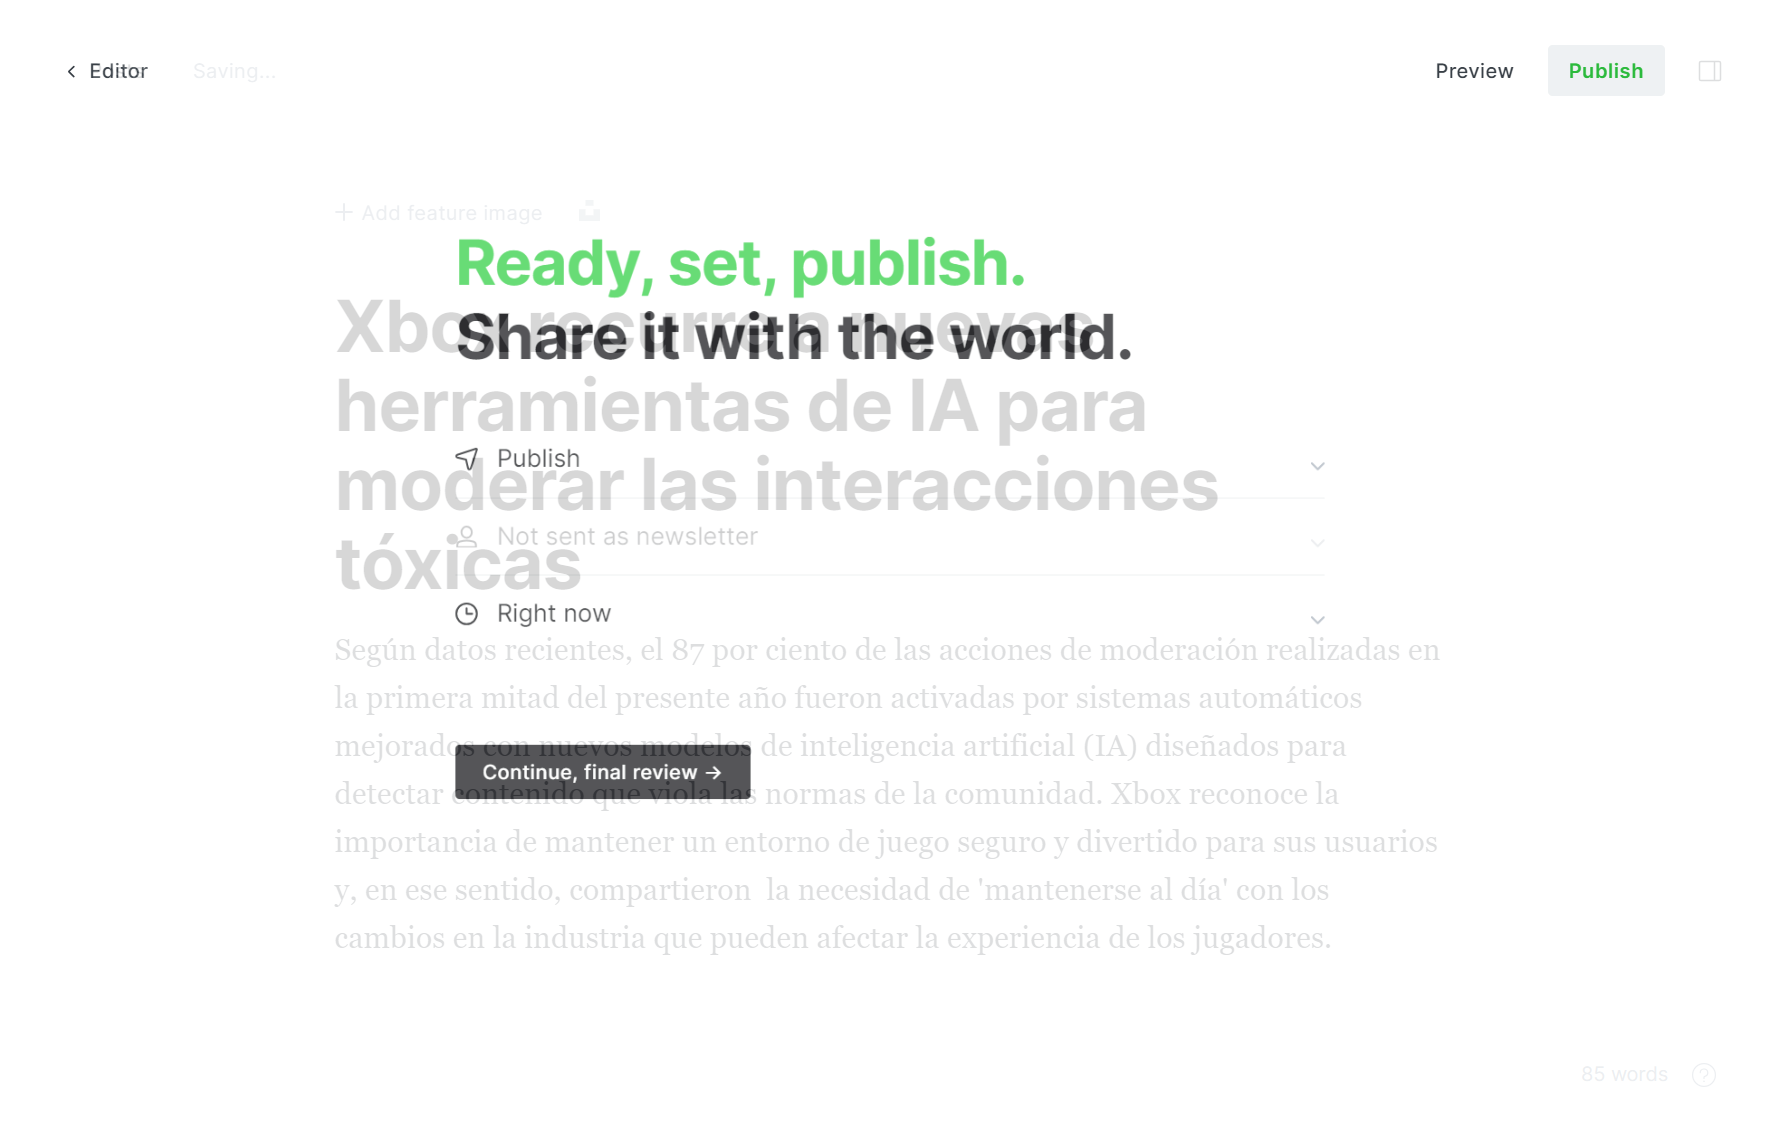 Editor
Saving...
Preview
Publish
Add feature image
Ready, set, publish.
Share it with the world.
Xbox recurre a nuevas
herramientas de IA para
moderar las interacciones
tóxicas
Publish
Not sent as newsletter
Right now
Según datos recientes, el 87 por ciento de las acciones de moderación realizadas en
la primera mitad del presente año fueron activadas por sistemas automáticos
mejorados con nuevos modelos de inteligencia artificial (IA) diseñados para
detectar contenido que viola las normas de la comunidad. Xbox reconoce la
importancia de mantener un entorno de juego seguro y divertido para sus usuarios
y, en ese sentido, compartieron  la necesidad de 'mantenerse al día' con los
cambios en la industria que pueden afectar la experiencia de los jugadores.
Continue, final review →
85 words